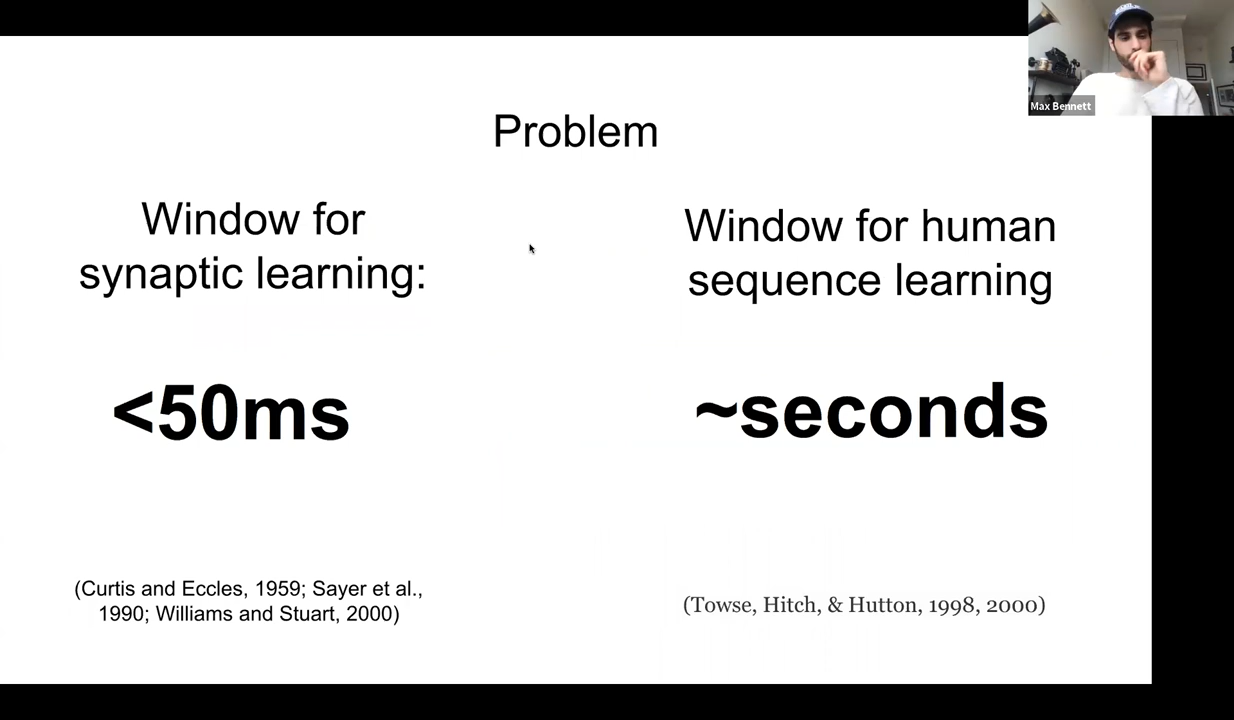 Problem
Window for
synaptic learning:
<50ms
(Curtis and Eccles, 1959; Sayer et al.,
1990; Williams and Stuart, 2000)
Window for human
sequence learning
~seconds
(Towse, Hitch, & Hutton, 1998, 2000)
Max Bennett